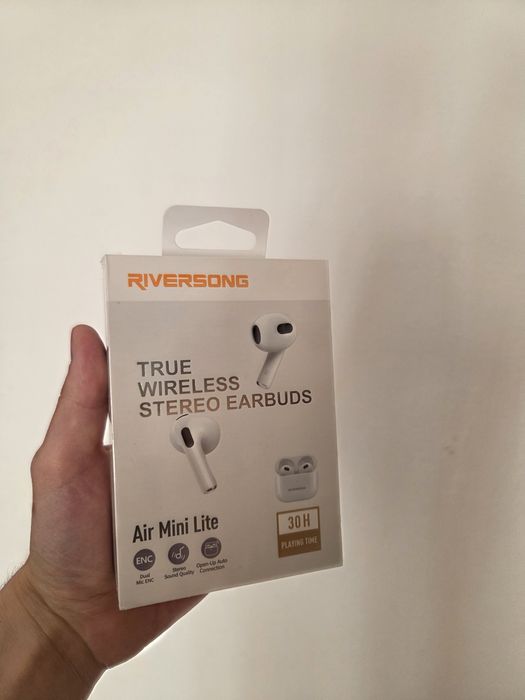 RIVERSONG
TRUE
WIRELESS
STEREO EARBUDS
Air Mini Lite
30 H
PLAYING TIME
ENC
Dual
Mic ENC
Stereo
Sound Quality
Open-Up Auto
Connection